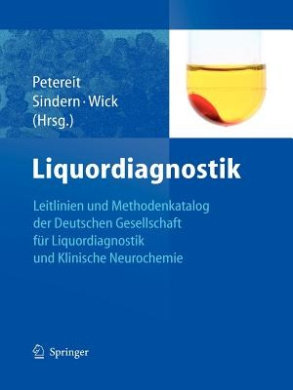 Petereit
Sindern · Wick
(Hrsg.)
Liquordiagnostik
Leitlinien und Methodenkatalog
der Deutschen Gesellschaft
für Liquordiagnostik
und Klinische Neurochemie
Springer